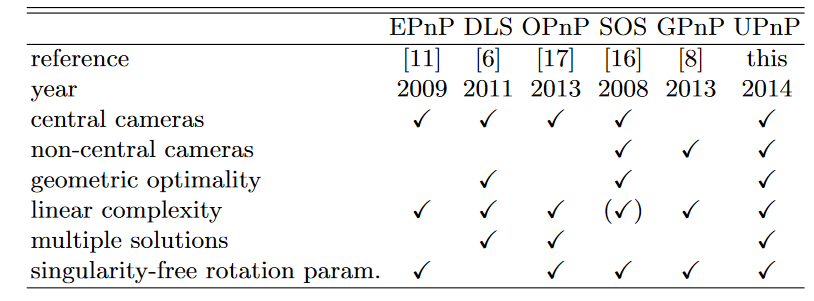 EPnP DLS OPnP SOS GPnP UPnP
reference [11] [6] [17] [16] [8] this
year 2009 2011 2013 2008 2013 2014
central cameras ✓ ✓ ✓ ✓ ✓
non-central cameras ✓ ✓ ✓
geometric optimality ✓ ✓ ✓
linear complexity ✓ ✓ ✓ (✓) ✓ ✓
multiple solutions ✓ ✓ ✓
singularity-free rotation param. ✓ ✓ ✓ ✓ ✓